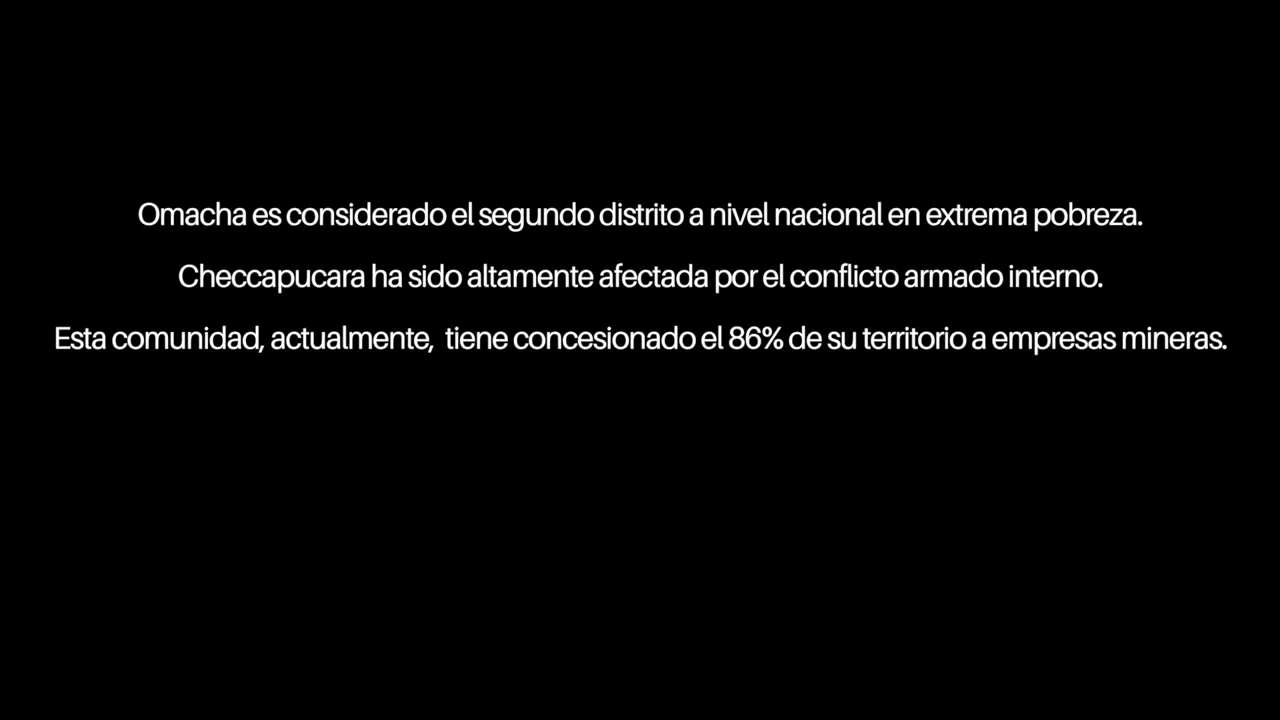 Omacha es considerado el segundo distrito a nivel nacional en extrema pobreza.
Checcapucara ha sido altamente afectada por el conflicto armado interno.
Esta comunidad, actualmente, tiene concesionado el 86% de su territorio a empresas mineras.